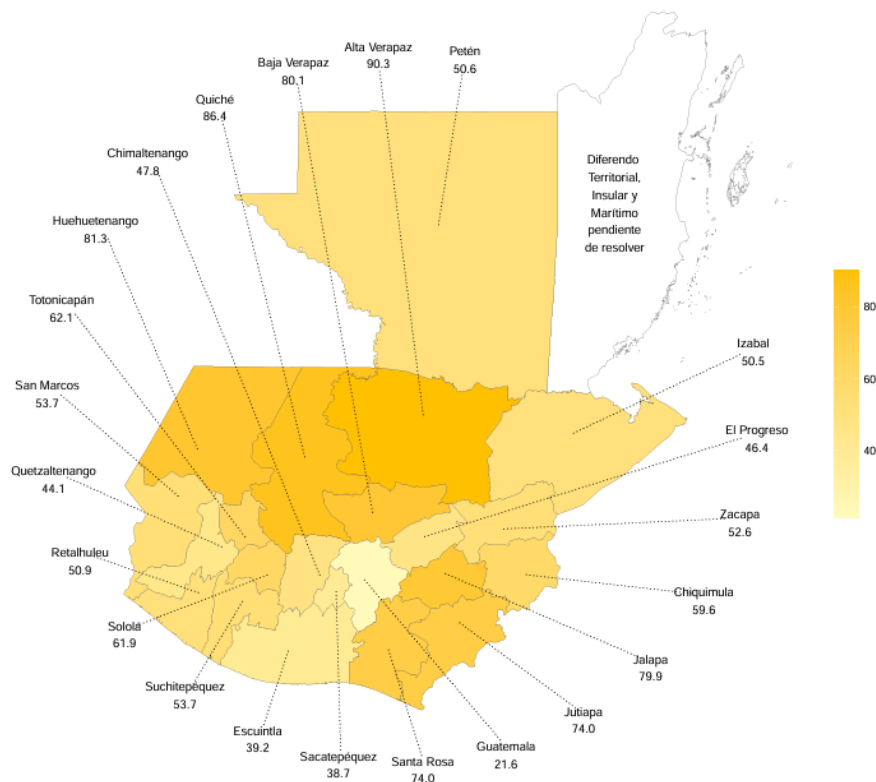 Alta Verapaz
90.3
Petén
50.6
Baja Verapaz
80.1
Quiché
86.4
Chimaltenango
47.8
Diferendo
Territorial,
Insular y
Marítimo
pendiente
de resolver
Huehuetenango
81.3
Totonicapán
62.1
80
Izabal
50.5
San Marcos
53.7
60
El Progreso
46.4
40
Quetzaltenango
44.1
Zacapa
52.6
Retalhuleu
50.9
Chiquimula
59.6
Sololá
61.9
Jalapa
79.9
Suchitepéquez
53.7
Jutiapa
74.0
Escuintla
39.2
Guatemala
21.6
Sacatepéquez
38.7
Santa Rosa
74.0